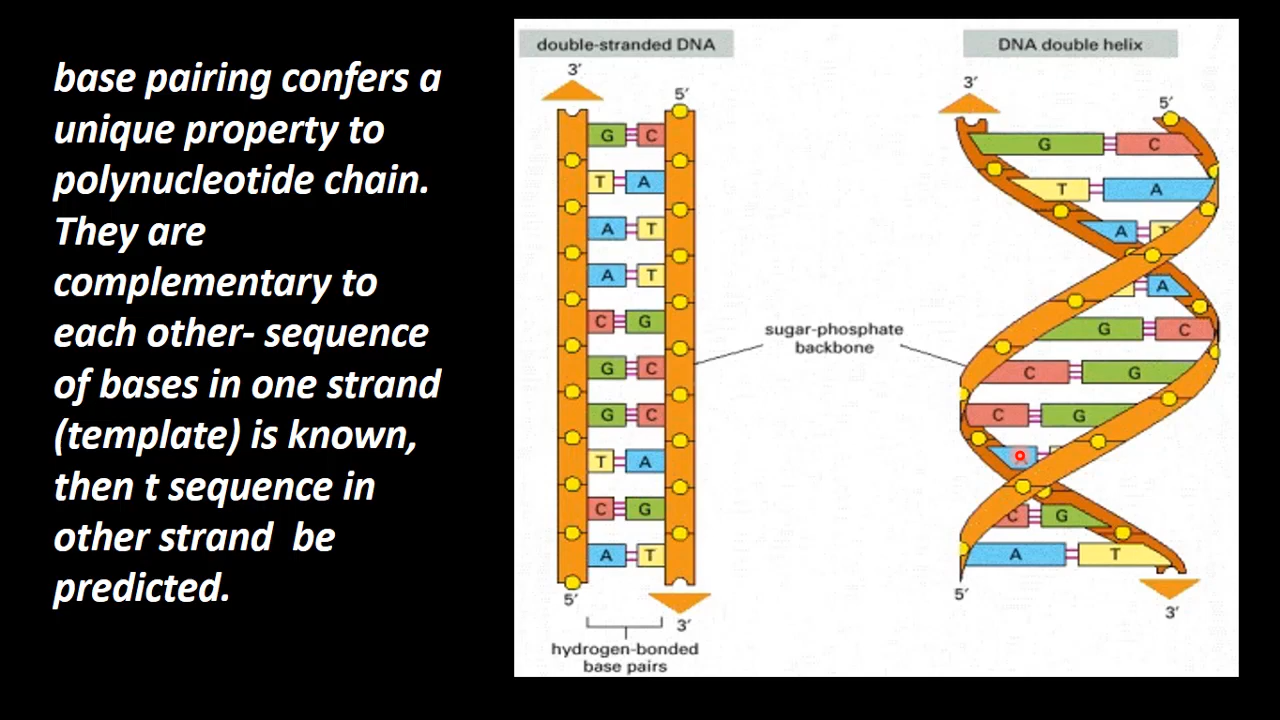 base pairing confers a
unique property to
polynucleotide chain.
They are
complementary to
each other- sequence
of bases in one strand
(template) is known,
then t sequence in
other strand be
predicted.
double-stranded DNA
3′
5′
G C
T A
A T
A T
C G
G C
G C
T A
C G
A T
5′
3′
hydrogen-bonded
base pairs
sugar-phosphate
backbone
DNA double helix
3′
5′
G C
T A
A T
A
G C
C G
C G
A
C G
A T
5′
3′